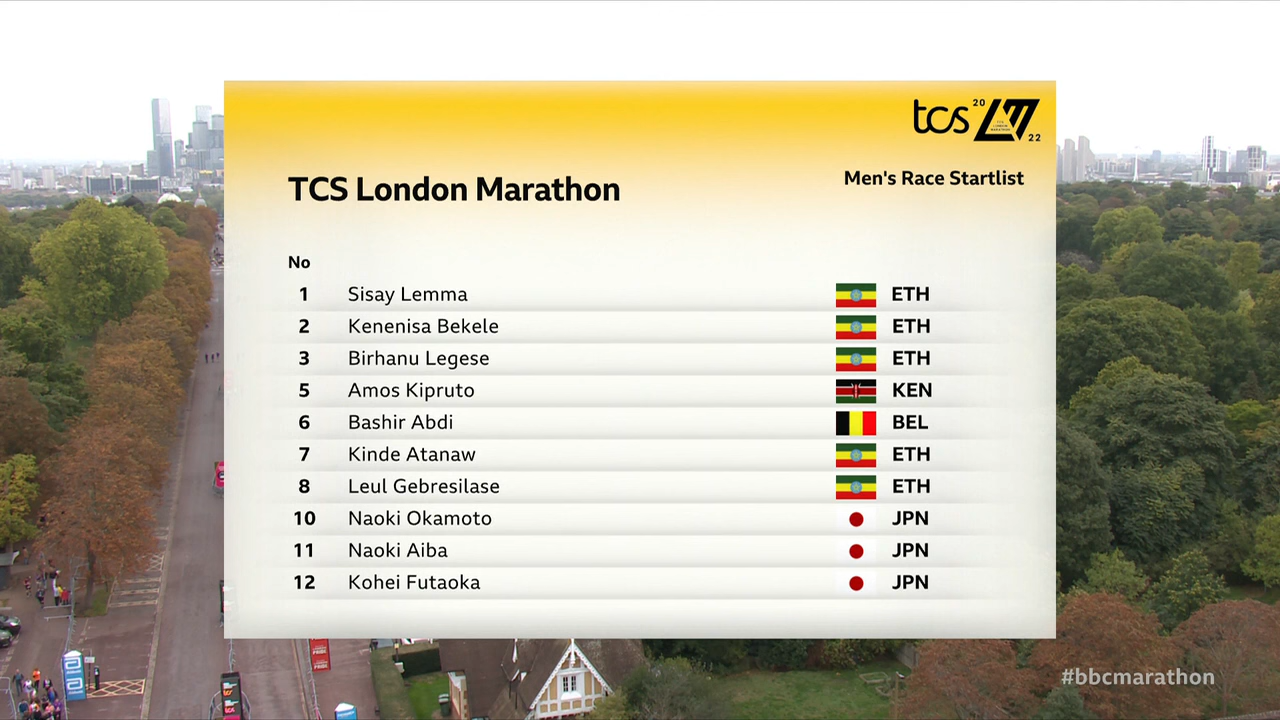 tcs 20 22
TCS London Marathon
Men's Race Startlist
No
1 Sisay Lemma ETH
2 Kenenisa Bekele ETH
3 Birhanu Legese ETH
5 Amos Kipruto KEN
6 Bashir Abdi BEL
7 Kinde Atanaw ETH
8 Leul Gebresilase ETH
10 Naoki Okamoto JPN
11 Naoki Aiba JPN
12 Kohei Futaoka JPN
#bbcmarathon